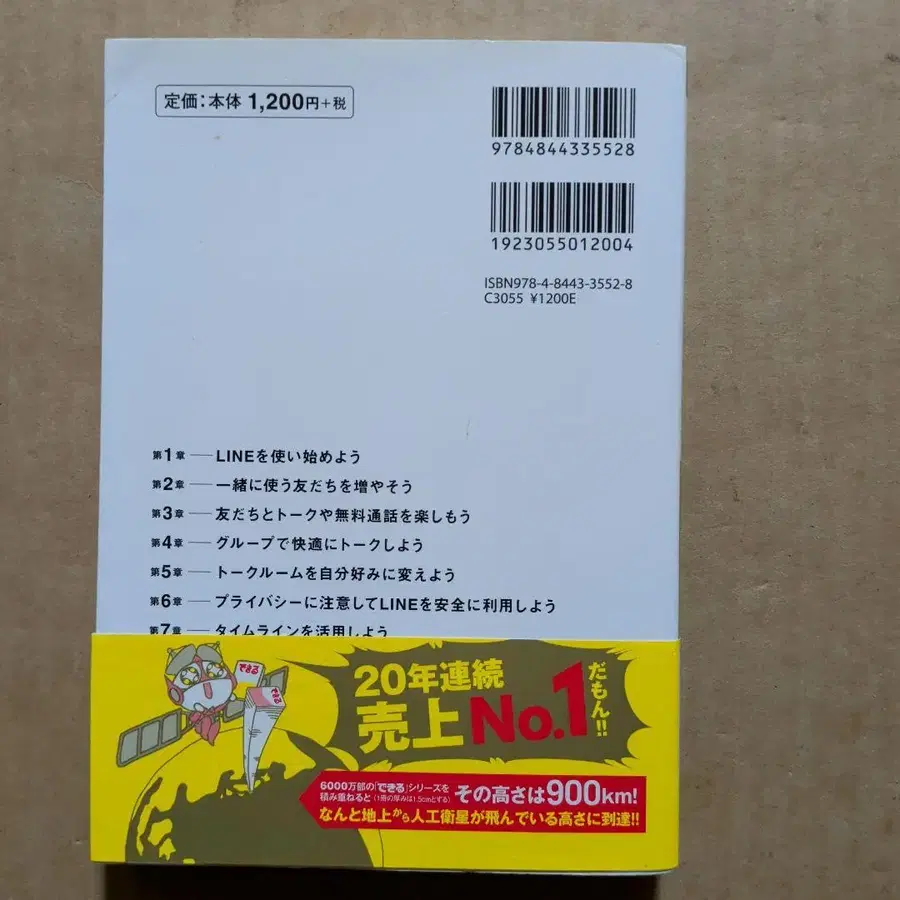 定価：本体 1,200円+税
9784844335528
1923055012004
ISBN978-4-8443-3552-8
C3055 ¥1200E
第1章 ── LINEを使い始めよう
第2章 ── 一緒に使う友だちを増やそう
第3章 ── 友だちとトークや無料通話を楽しもう
第4章 ── グループで快適にトークしよう
第5章 ── トークルームを自分好みに変えよう
第6章 ── プライバシーに注意してLINEを安全に利用しよう
第7章 ── タイムラインを活用しよう
できる
できる
20年連続
売上No.1
だもん!!
6000万部の「できる」シリーズを
積み重ねると(1冊の厚みは1.5cmとする)
その高さは900km!
なんと地上から人工衛星が飛んでいる高さに到達!!